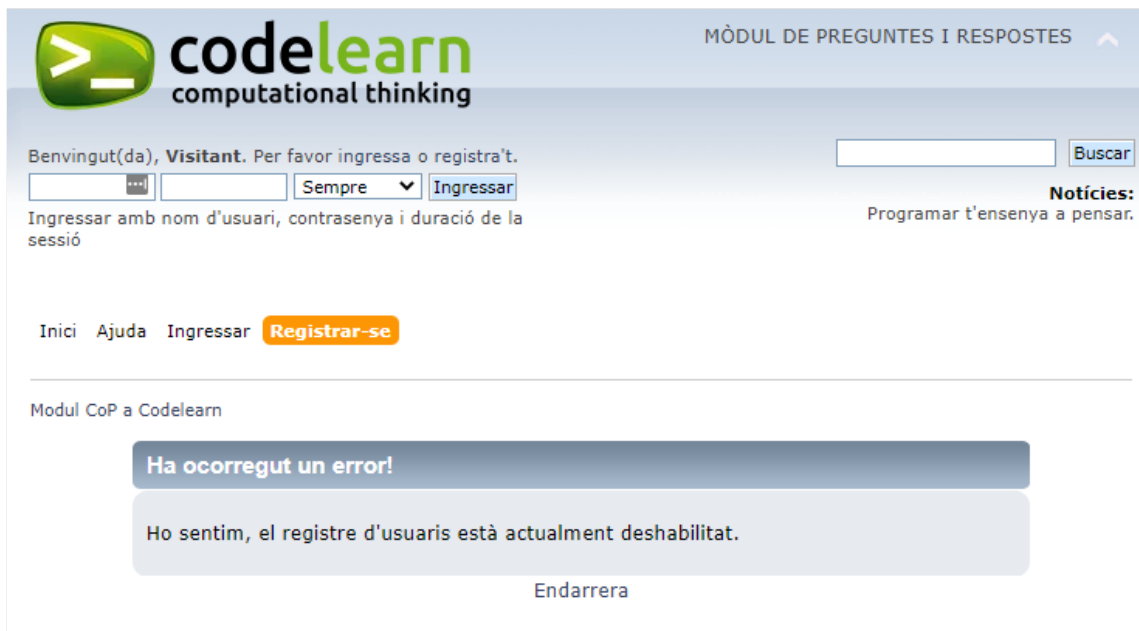 codelearn
computational thinking
MÒDUL DE PREGUNTES I RESPOSTES
Benvingut(da), Visitant. Per favor ingressa o registra't.
Sempre Ingressar
Ingressar amb nom d'usuari, contrasenya i duració de la
sessió
Buscar
Notícies:
Programar t'ensenya a pensar.
Inici Ajuda Ingressar Registrar-se
Modul CoP a Codelearn
Ha ocorregut un error!
Ho sentim, el registre d'usuaris està actualment deshabilitat.
Endarrera